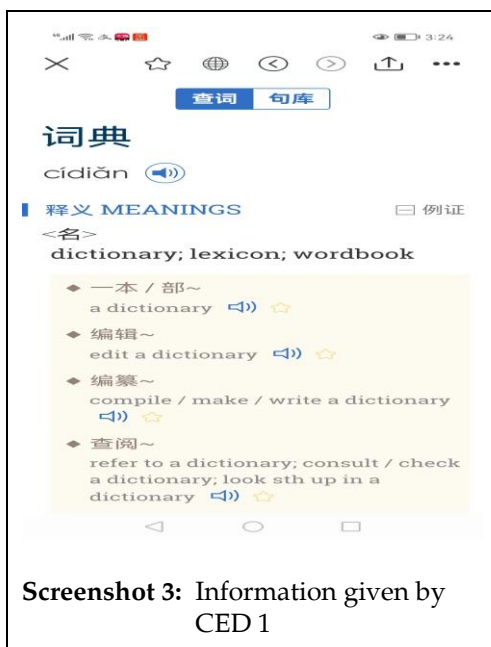 3:24
查词 句库
词典
cídiǎn
释义 MEANINGS 例证
<名>
dictionary; lexicon; wordbook
◆ 一本 / 部~
a dictionary
◆ 编辑~
edit a dictionary
◆ 编纂~
compile / make / write a dictionary
◆ 查阅~
refer to a dictionary; consult / check
a dictionary; look sth up in a
dictionary
Screenshot 3: Information given by
CED 1